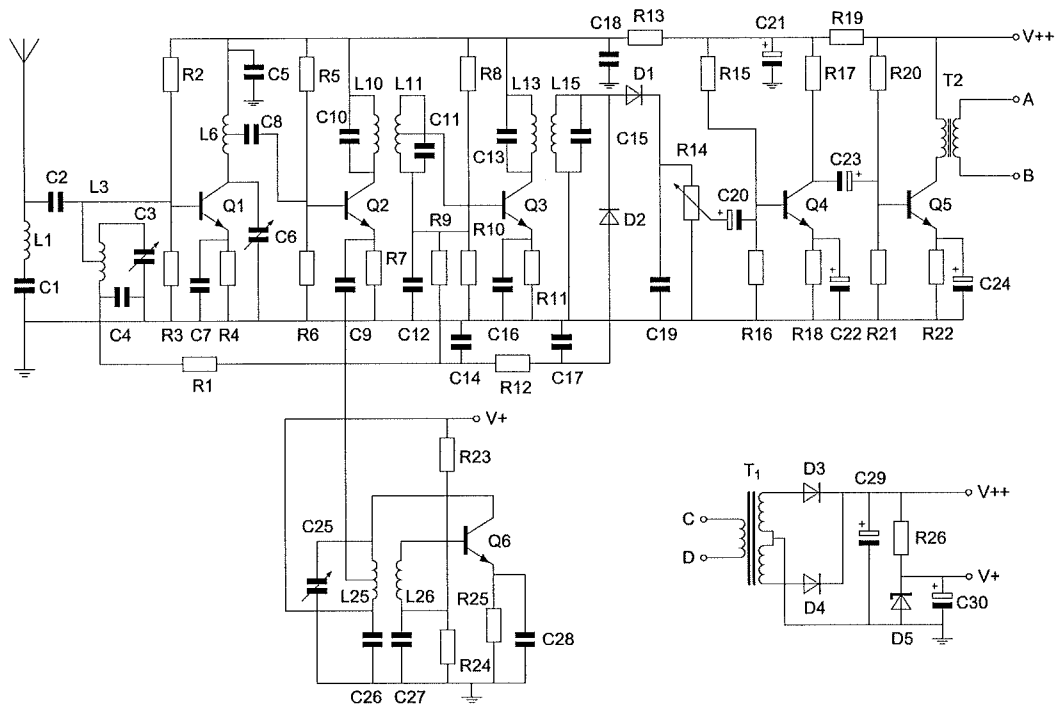 C18 R13 C21 R19
V++
R2 C5 R5 L10 L11 R8 L13 L15 D1 R15 R17 R20 T2
A
L6 C8 C10 C11 C13 C15
C2 L3 R14 C23
B
C3 Q1 Q2 Q3 C20 Q4 Q5
L1 C6 R9 D2
R7 R10
C1 R11 C24
C4 R3 C7 R4 R6 C9 C12 C16 C19 R16 R18 C22 R21 R22
C14 C17
R1 R12
V+
R23
T1 D3 C29
V++
C25 C
Q6 R26
D
L25 L26 R25 V+
D4 C30
C28 D5
R24
C26 C27